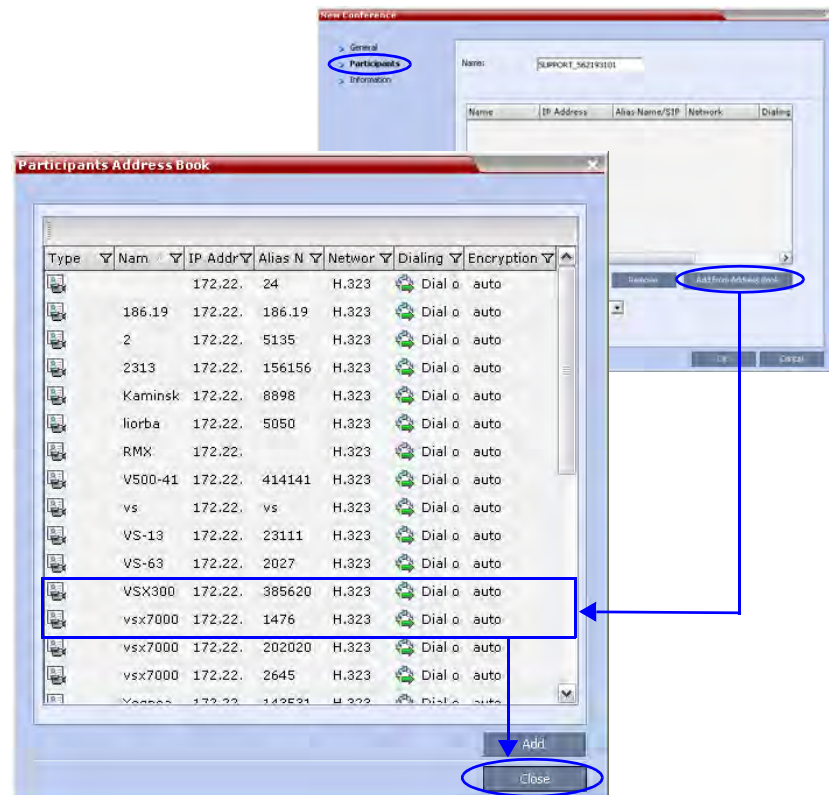 New Conference
General
Participants
Information
Name: SUPPORT_562193101
Name IP Address Alias Name/SIP Network Dialing
Remove Add from Address Book
OK Cancel
Participants Address Book
Type Nam IP Addr Alias N Networ Dialing Encryption
172.22. 24 H.323 Dial o auto
186.19 172.22. 186.19 H.323 Dial o auto
2 172.22. 5135 H.323 Dial o auto
2313 172.22. 156156 H.323 Dial o auto
Kaminsk 172.22. 8898 H.323 Dial o auto
liorba 172.22. 5050 H.323 Dial o auto
RMX 172.22. H.323 Dial o auto
V500-41 172.22. 414141 H.323 Dial o auto
vs 172.22. vs H.323 Dial o auto
VS-13 172.22. 23111 H.323 Dial o auto
VS-63 172.22. 2027 H.323 Dial o auto
VSX300 172.22. 385620 H.323 Dial o auto
vsx7000 172.22. 1476 H.323 Dial o auto
vsx7000 172.22. 202020 H.323 Dial o auto
vsx7000 172.22. 2645 H.323 Dial o auto
172.22. 143531 H.323 Dial o auto
Add
Close